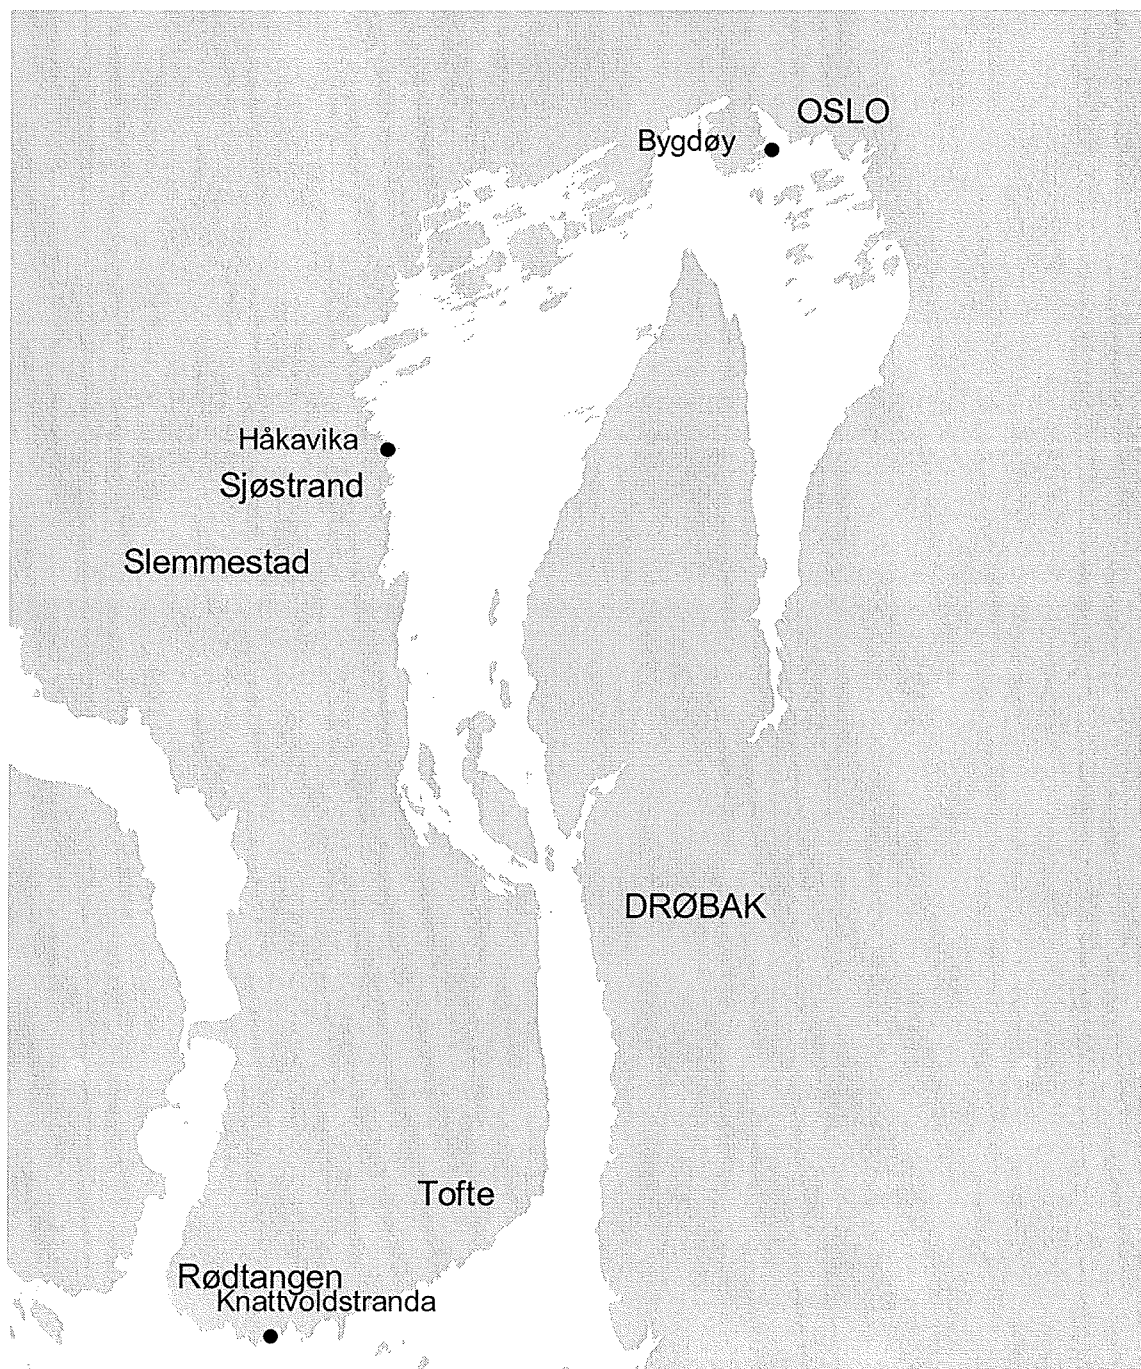 OSLO
Bygdøy
Håkavika
Sjøstrand
Slemmestad
DRØBAK
Tofte
Rødtangen
Knattvoldstranda